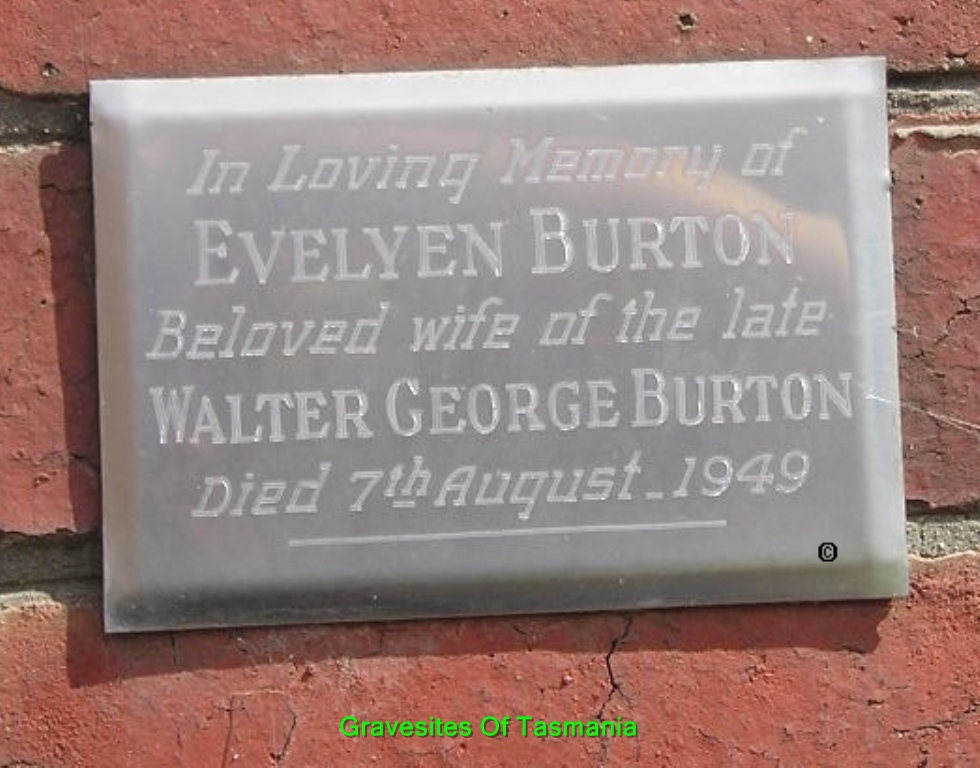 In Loving Memory of
EVELYEN BURTON
Beloved wife of the late
WALTER GEORGE BURTON
Died 7th August - 1949
©
Gravesites Of Tasmania